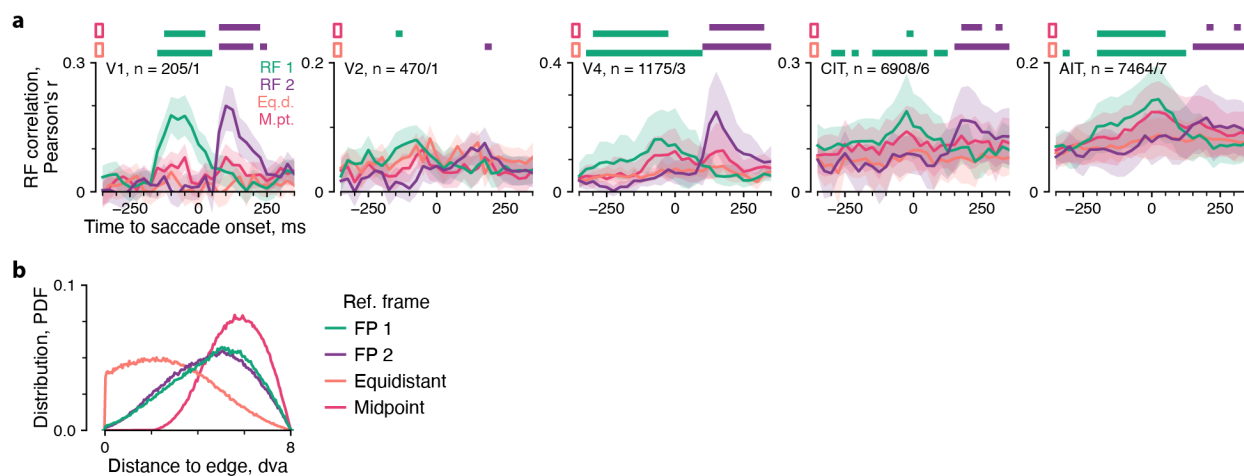 a
V1, n = 205/1
V2, n = 470/1
V4, n = 1175/3
CIT, n = 6908/6
AIT, n = 7464/7
RF 1
RF 2
Eq.d.
M.pt.
RF correlation,
Pearson's r
0.3
0
0.2
0
0.4
0
0.3
0
0.2
0
−250 0 250
−250 0 250
−250 0 250
−250 0 250
−250 0 250
Time to saccade onset, ms
b
Distribution, PDF
0.1
0.0
0 8
Distance to edge, dva
Ref. frame
FP 1
FP 2
Equidistant
Midpoint